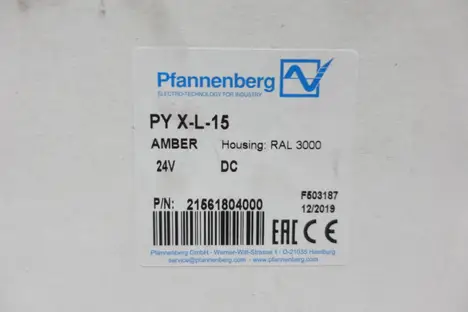 Pfannenberg
ELECTRO-TECHNOLOGY FOR INDUSTRY
PY X-L-15
AMBER Housing: RAL 3000
24V DC
P/N: 21561804000
F503187
12/2019
EAC CE
Pfannenberg GmbH - Werner-Witt-Strasse 1 / D-21035 Hamburg
service@pfannenberg.com - www.pfannenberg.com